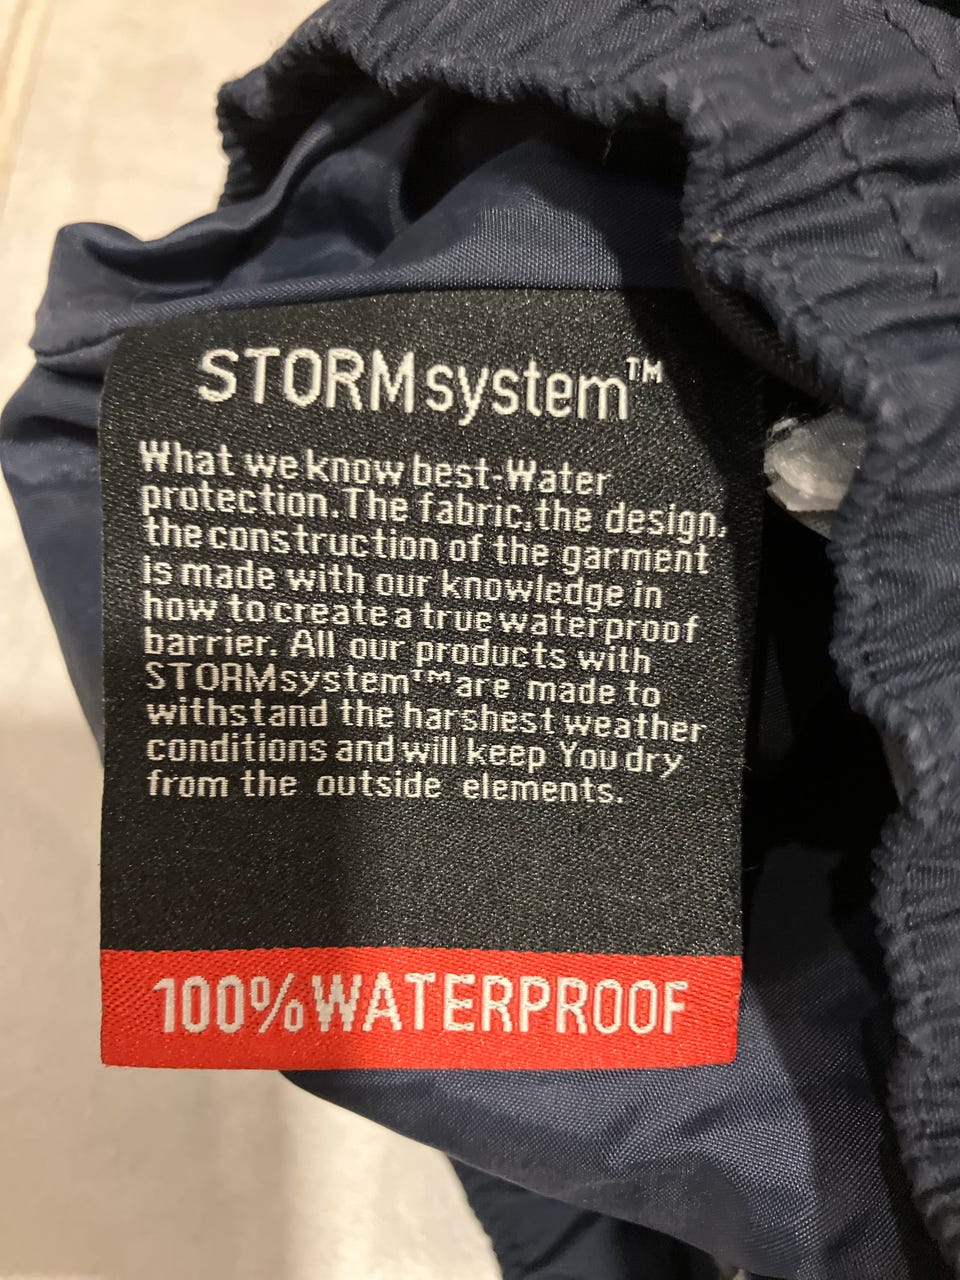 STORMsystem™
What we know best-Water
protection.The fabric,the design,
the construction of the garment
is made with our knowledge in
how to create a true waterproof
barrier. All our products with
STORMsystem™ are made to
withstand the harshest weather
conditions and will keep You dry
from the outside elements.
100% WATERPROOF